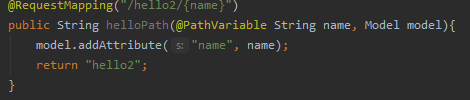 @RequestMapping("/hello2/{name}")
public String helloPath(@PathVariable String name, Model model){
model.addAttribute( s: "name", name);
return "hello2";
}